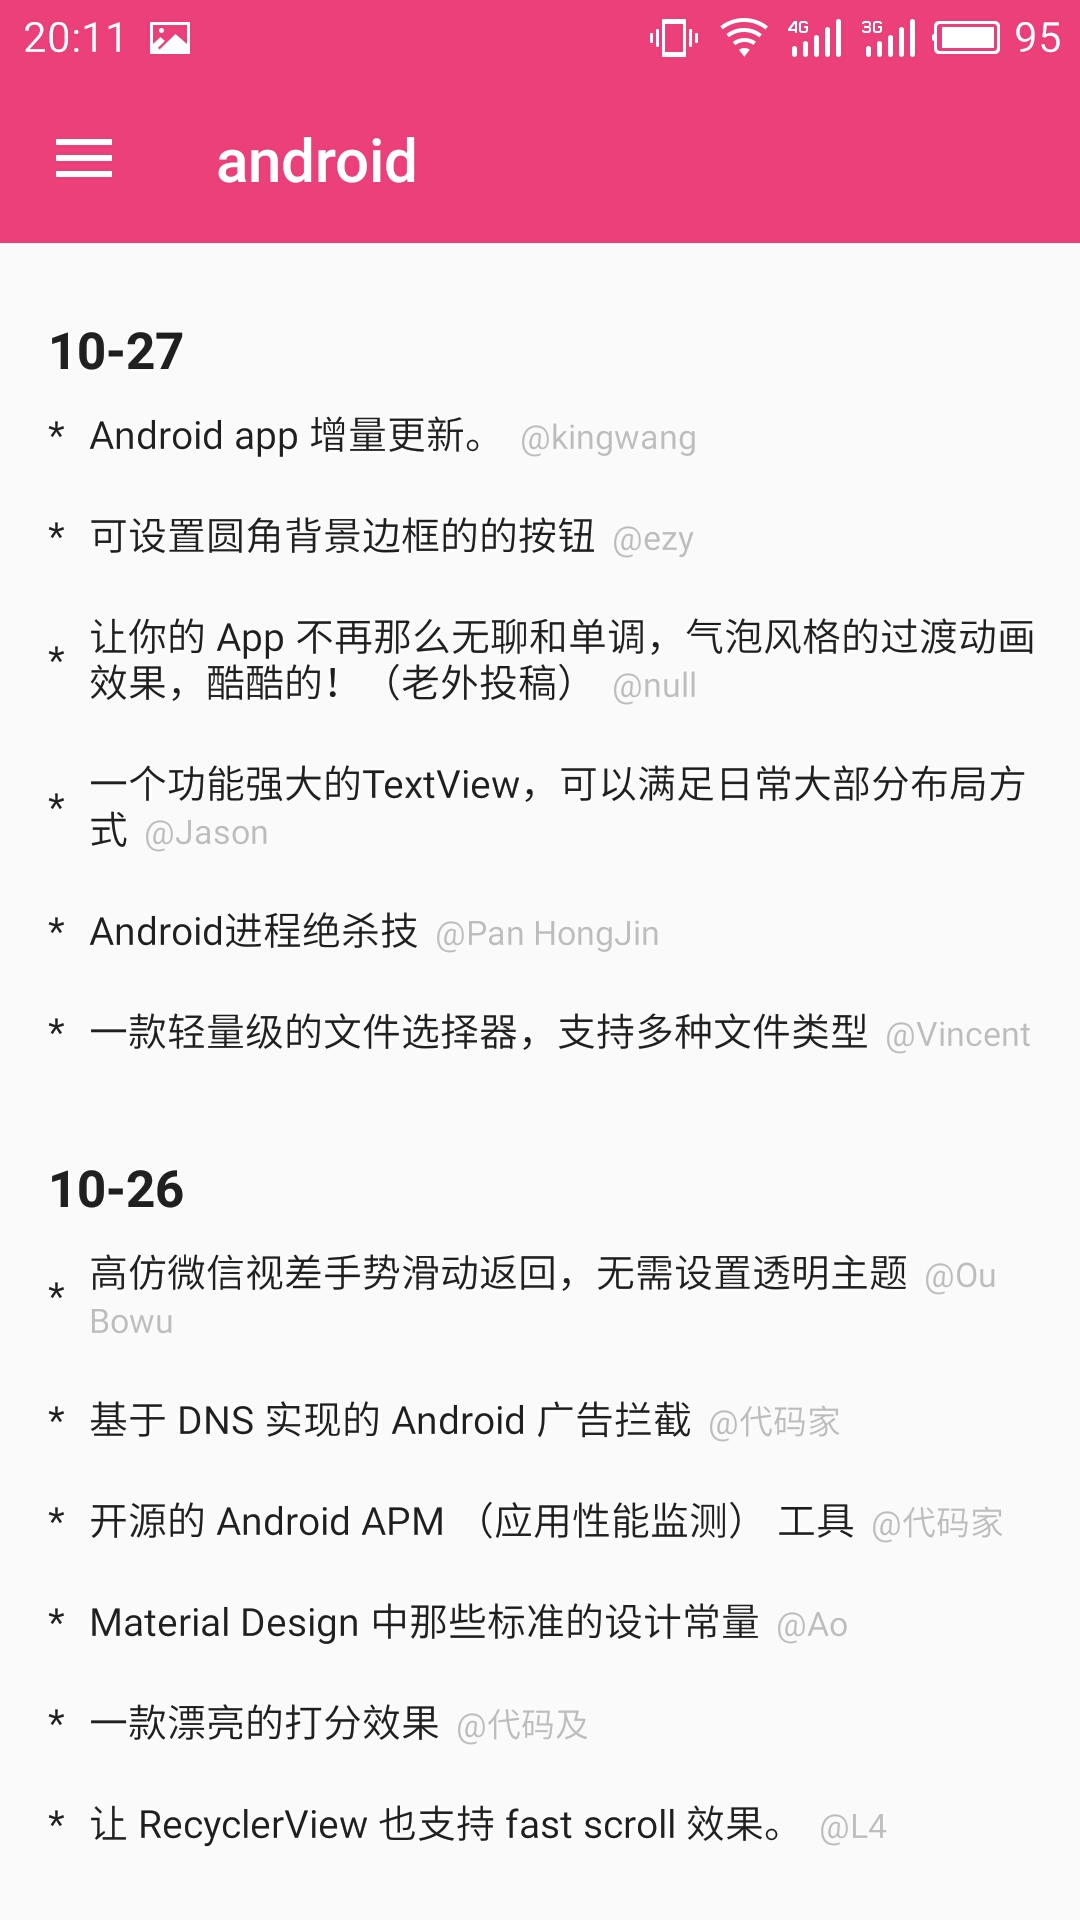 20:11 4G 3G 95
android
10-27
* Android app 增量更新。 @kingwang
* 可设置圆角背景边框的的按钮 @ezy
* 让你的 App 不再那么无聊和单调，气泡风格的过渡动画
效果，酷酷的！（老外投稿） @null
* 一个功能强大的TextView，可以满足日常大部分布局方
式 @Jason
* Android进程绝杀技 @Pan HongJin
* 一款轻量级的文件选择器，支持多种文件类型 @Vincent
10-26
* 高仿微信视差手势滑动返回，无需设置透明主题 @Ou
Bowu
* 基于 DNS 实现的 Android 广告拦截 @代码家
* 开源的 Android APM （应用性能监测） 工具 @代码家
* Material Design 中那些标准的设计常量 @Ao
* 一款漂亮的打分效果 @代码及
* 让 RecyclerView 也支持 fast scroll 效果。 @L4